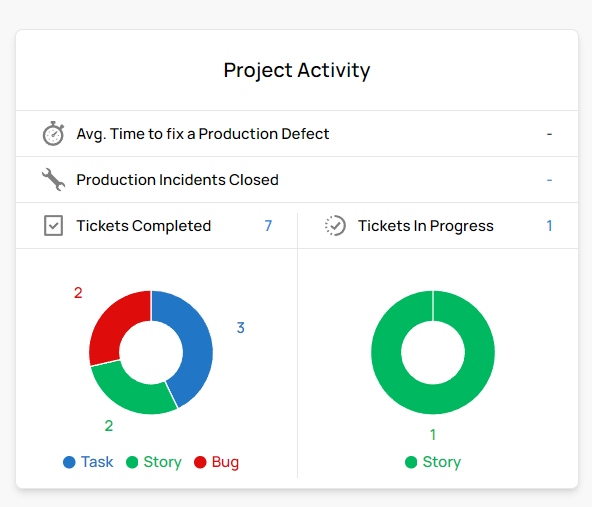 Project Activity
Avg. Time to fix a Production Defect -
Production Incidents Closed -
Tickets Completed 7
Tickets In Progress 1
2
3
2
Task Story Bug
1
Story